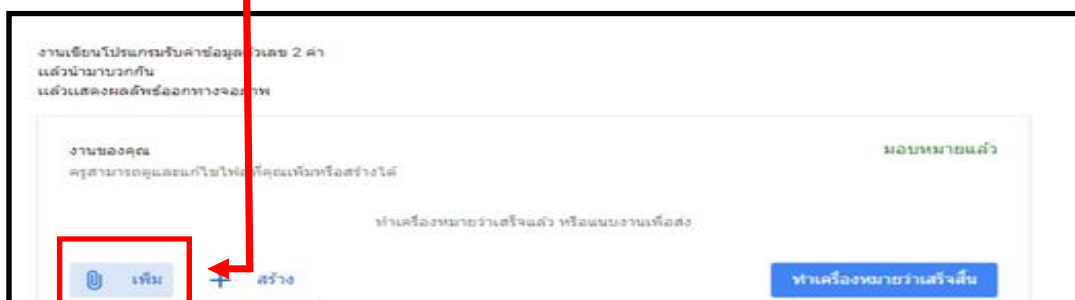 งานเขียนโปรแกรมรับค่าข้อมูลตัวเลข 2 ค่า
แล้วนำมาบวกกัน
แล้วแสดงผลลัพธ์ออกทางจอภาพ
งานของคุณ
มอบหมายแล้ว
ครูสามารถดูและแก้ไขไฟล์ที่คุณเพิ่มหรือสร้างได้
ทำเครื่องหมายว่าเสร็จแล้ว หรือแนบงานเพื่อส่ง
เพิ่ม
+ สร้าง
ทำเครื่องหมายว่าเสร็จสิ้น